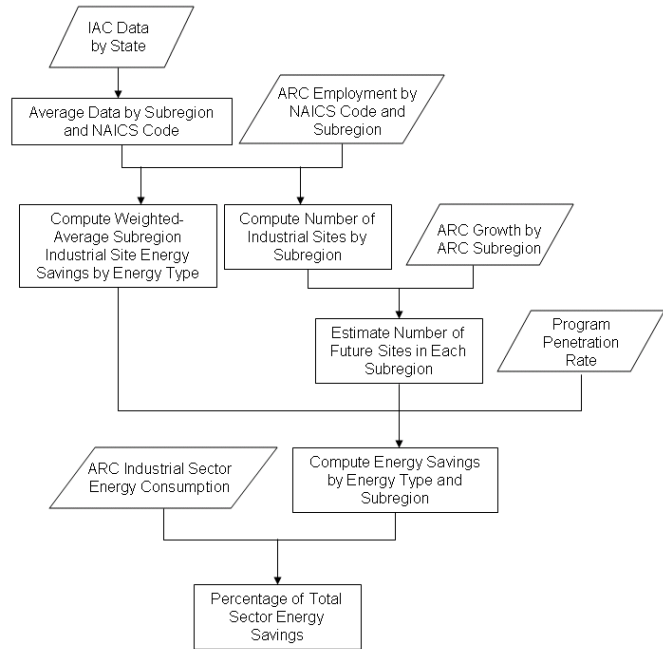 IAC Data
by State
ARC Employment by
NAICS Code and
Subregion
Average Data by Subregion
and NAICS Code
Compute Weighted-
Average Subregion
Industrial Site Energy
Savings by Energy Type
Compute Number of
Industrial Sites by
Subregion
ARC Growth by
ARC Subregion
Estimate Number of
Future Sites in Each
Subregion
Program
Penetration
Rate
ARC Industrial Sector
Energy Consumption
Compute Energy Savings
by Energy Type and
Subregion
Percentage of Total
Sector Energy
Savings